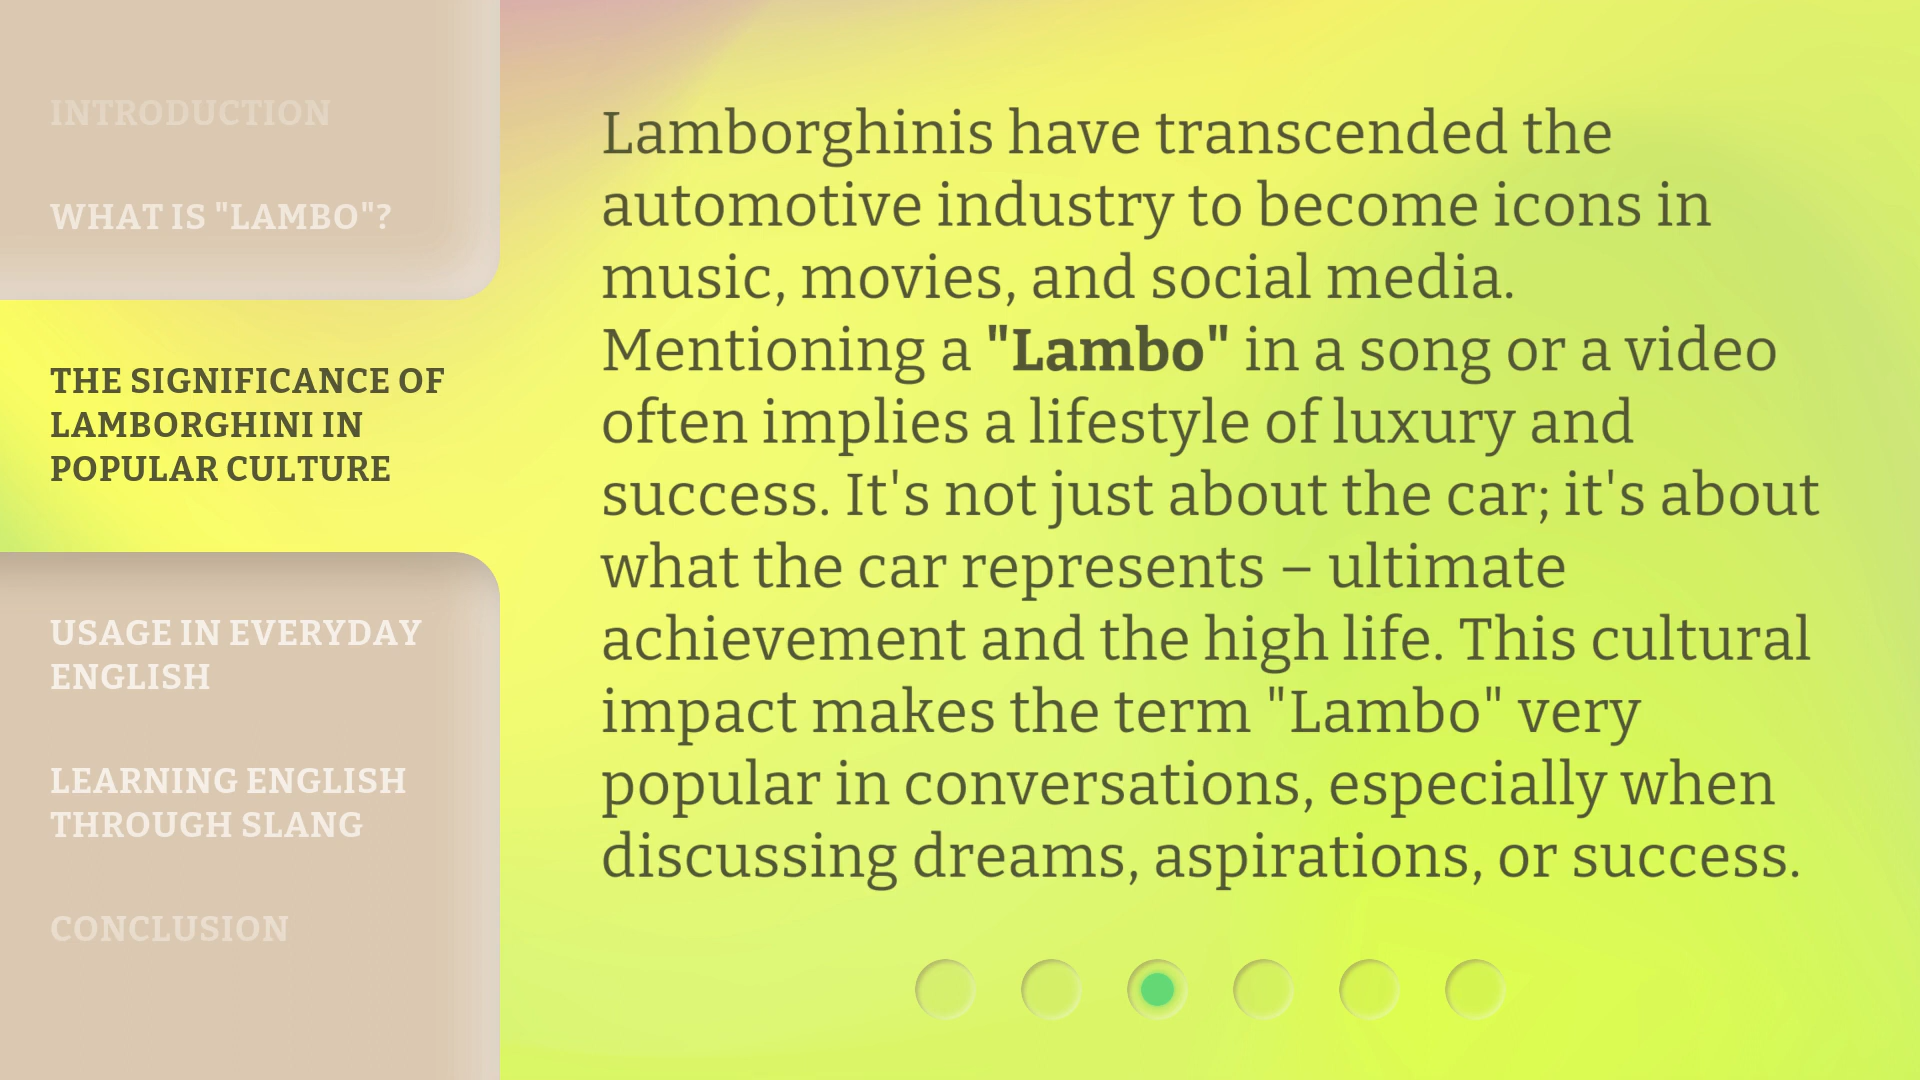 INTRODUCTION
WHAT IS "LAMBO"?
THE SIGNIFICANCE OF
LAMBORGHINI IN
POPULAR CULTURE
USAGE IN EVERYDAY
ENGLISH
LEARNING ENGLISH
THROUGH SLANG
CONCLUSION
Lamborghinis have transcended the
automotive industry to become icons in
music, movies, and social media.
Mentioning a "Lambo" in a song or a video
often implies a lifestyle of luxury and
success. It's not just about the car; it's about
what the car represents – ultimate
achievement and the high life. This cultural
impact makes the term "Lambo" very
popular in conversations, especially when
discussing dreams, aspirations, or success.